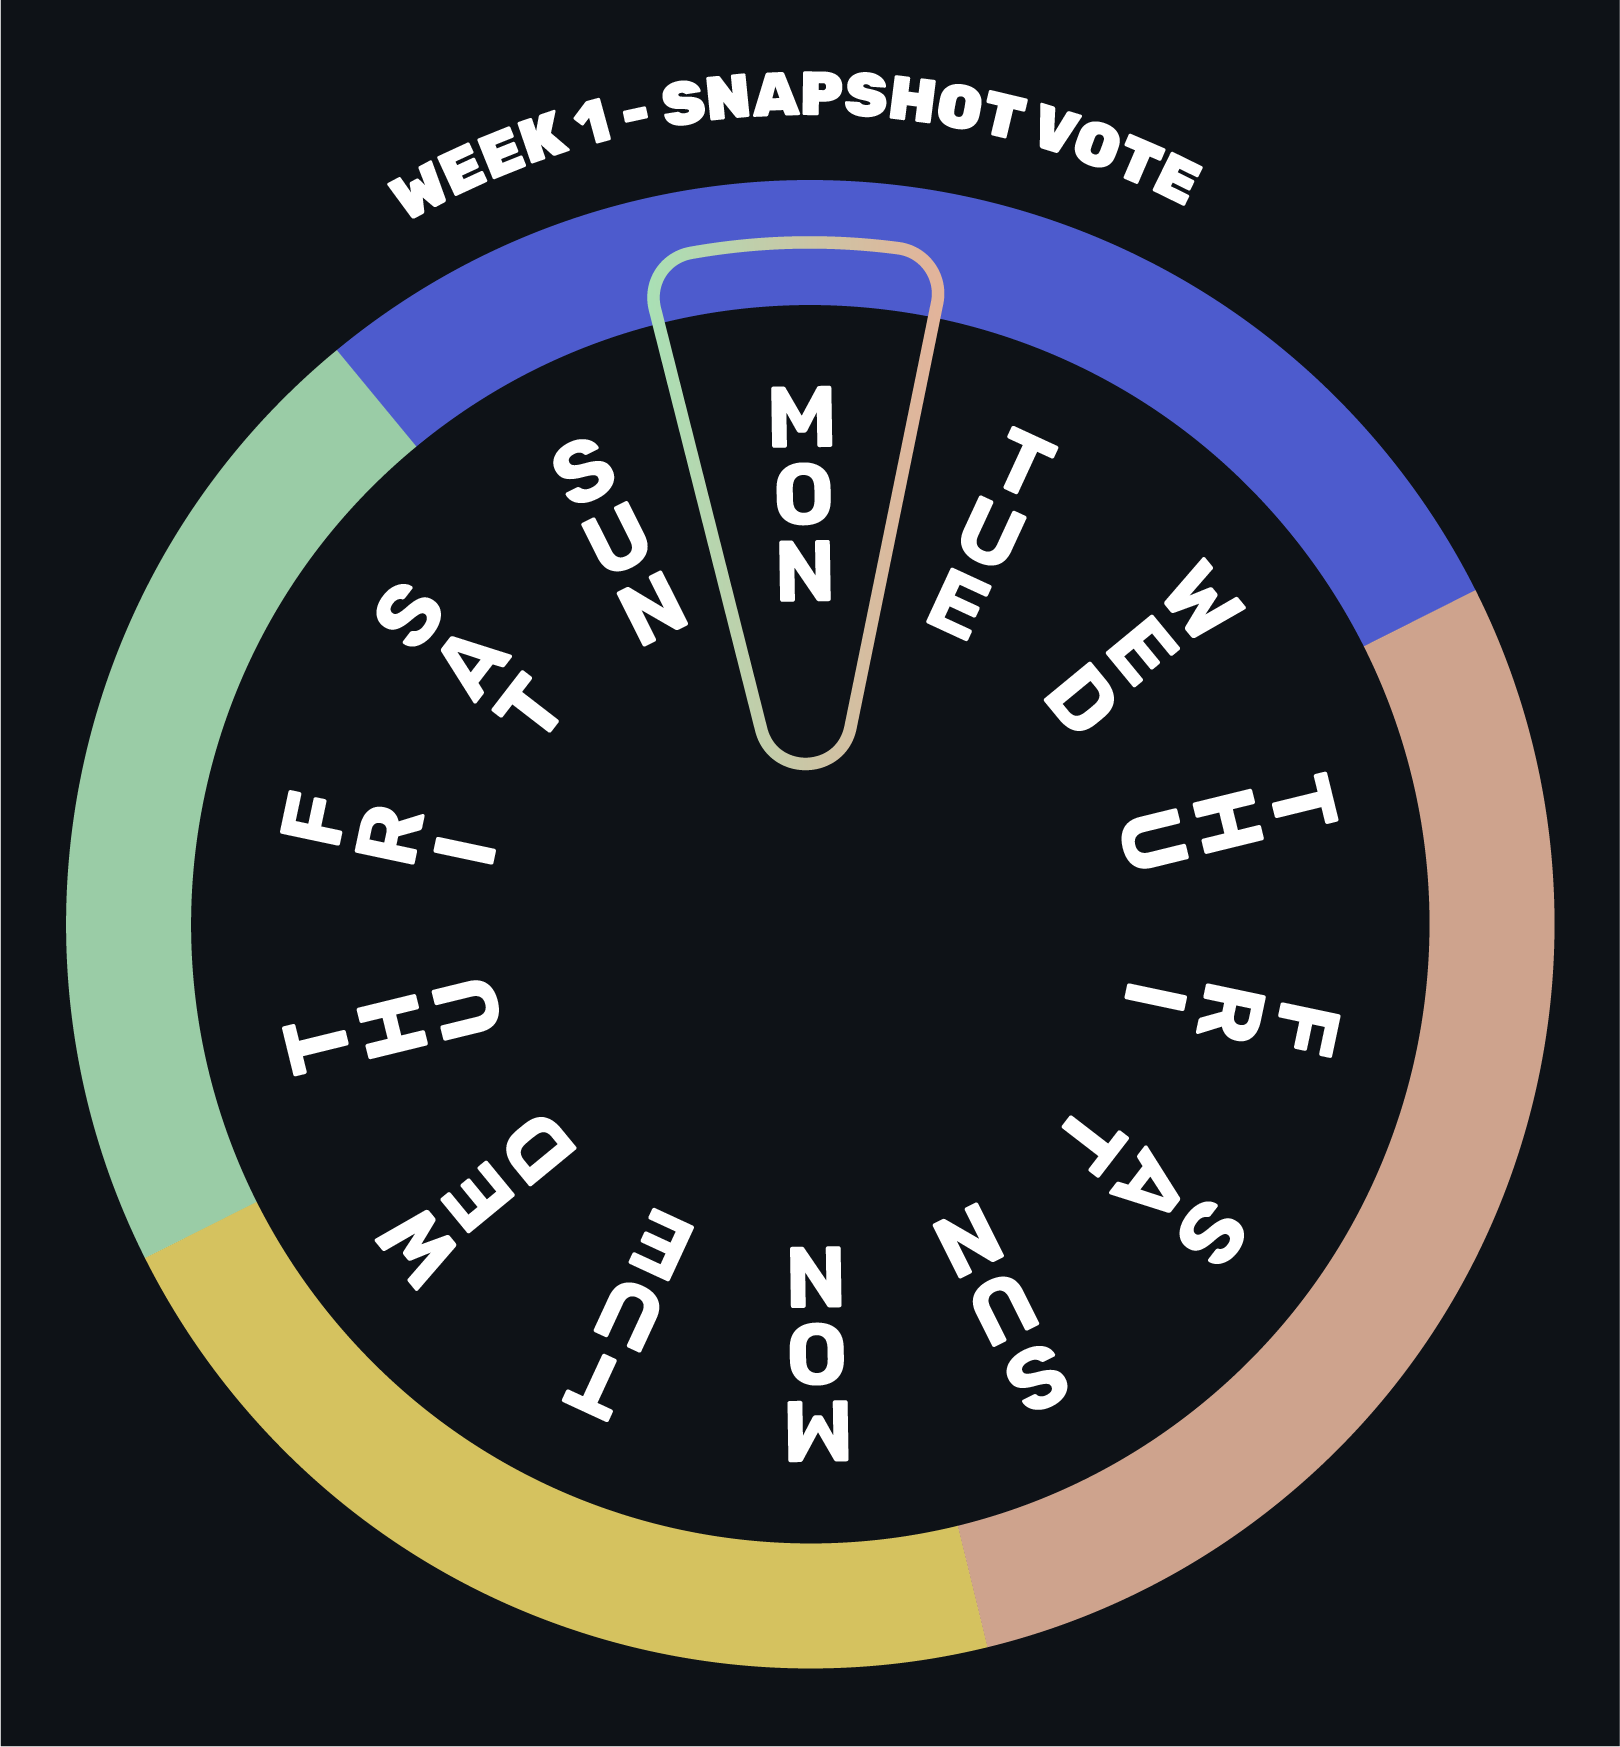 WEEK 1 - SNAPSHOT VOTE
MON
TUE
WED
THU
FRI
SAT
SUN
MON
TUE
WED
THU
FRI
SAT
SUN